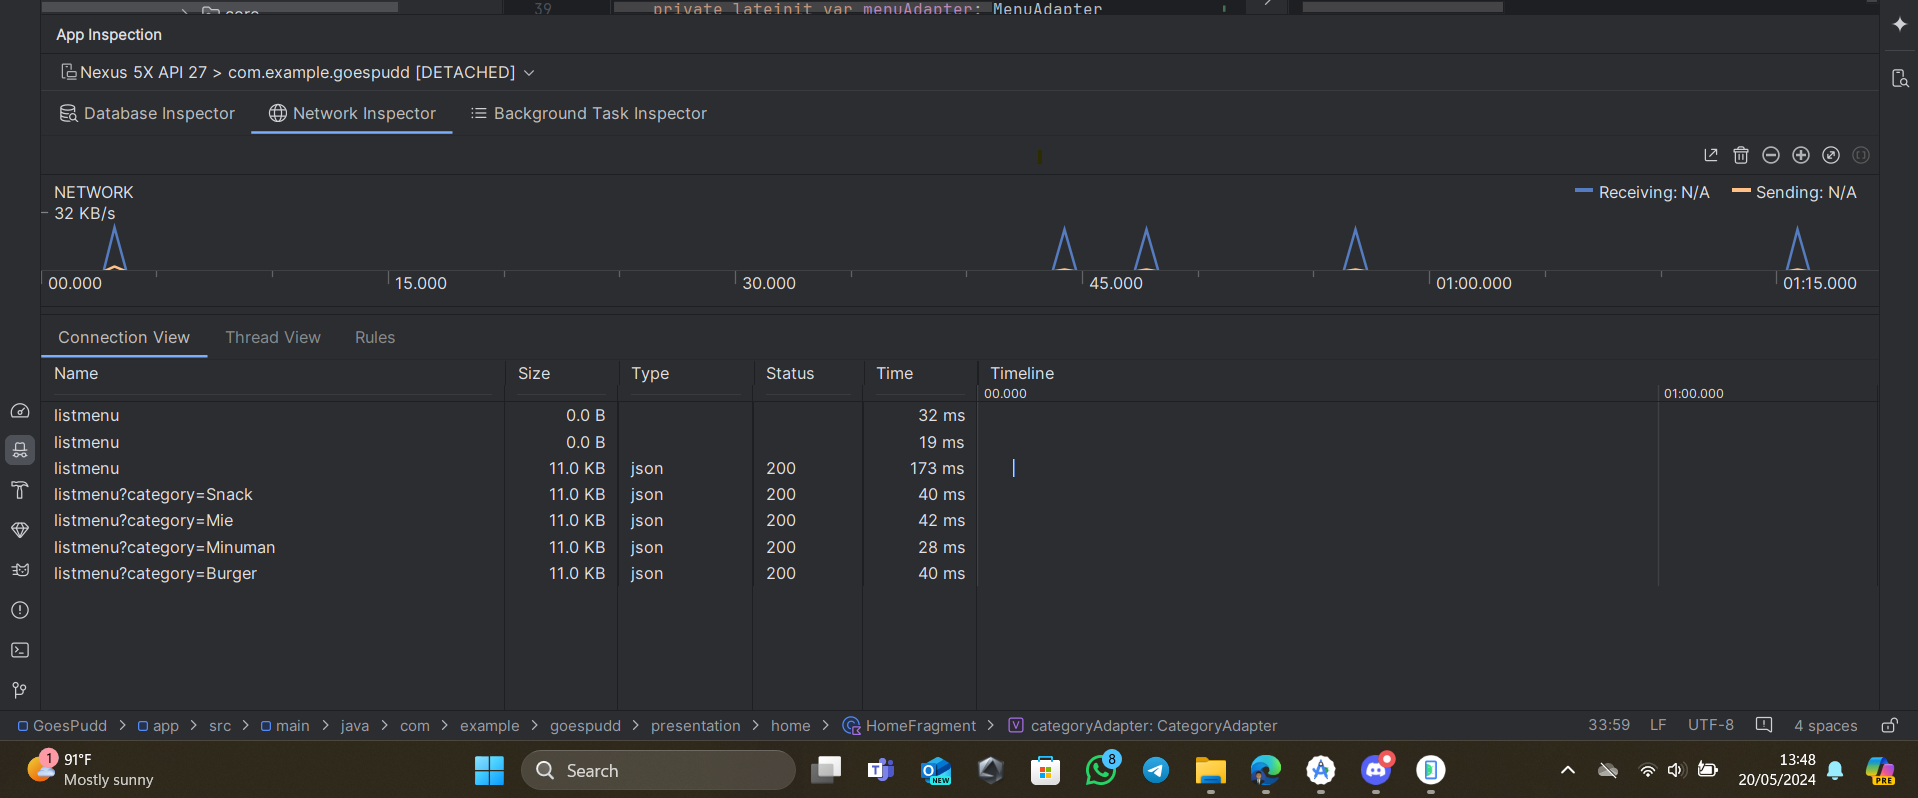 39 private lateinit var menuAdapter: MenuAdapter
App Inspection
Nexus 5X API 27 > com.example.goespudd [DETACHED]
Database Inspector Network Inspector Background Task Inspector
NETWORK
32 KB/s
Receiving: N/A Sending: N/A
00.000 15.000 30.000 45.000 01:00.000 01:15.000
Connection View Thread View Rules
Name Size Type Status Time Timeline
00.000 01:00.000
listmenu 0.0 B 32 ms
listmenu 0.0 B 19 ms
listmenu 11.0 KB json 200 173 ms
listmenu?category=Snack 11.0 KB json 200 40 ms
listmenu?category=Mie 11.0 KB json 200 42 ms
listmenu?category=Minuman 11.0 KB json 200 28 ms
listmenu?category=Burger 11.0 KB json 200 40 ms
GoesPudd > app > src > main > java > com > example > goespudd > presentation > home > HomeFragment > categoryAdapter: CategoryAdapter 33:59 LF UTF-8 4 spaces
1 91°F
Mostly sunny
Search
NEW
8
13:48
20/05/2024
PRE